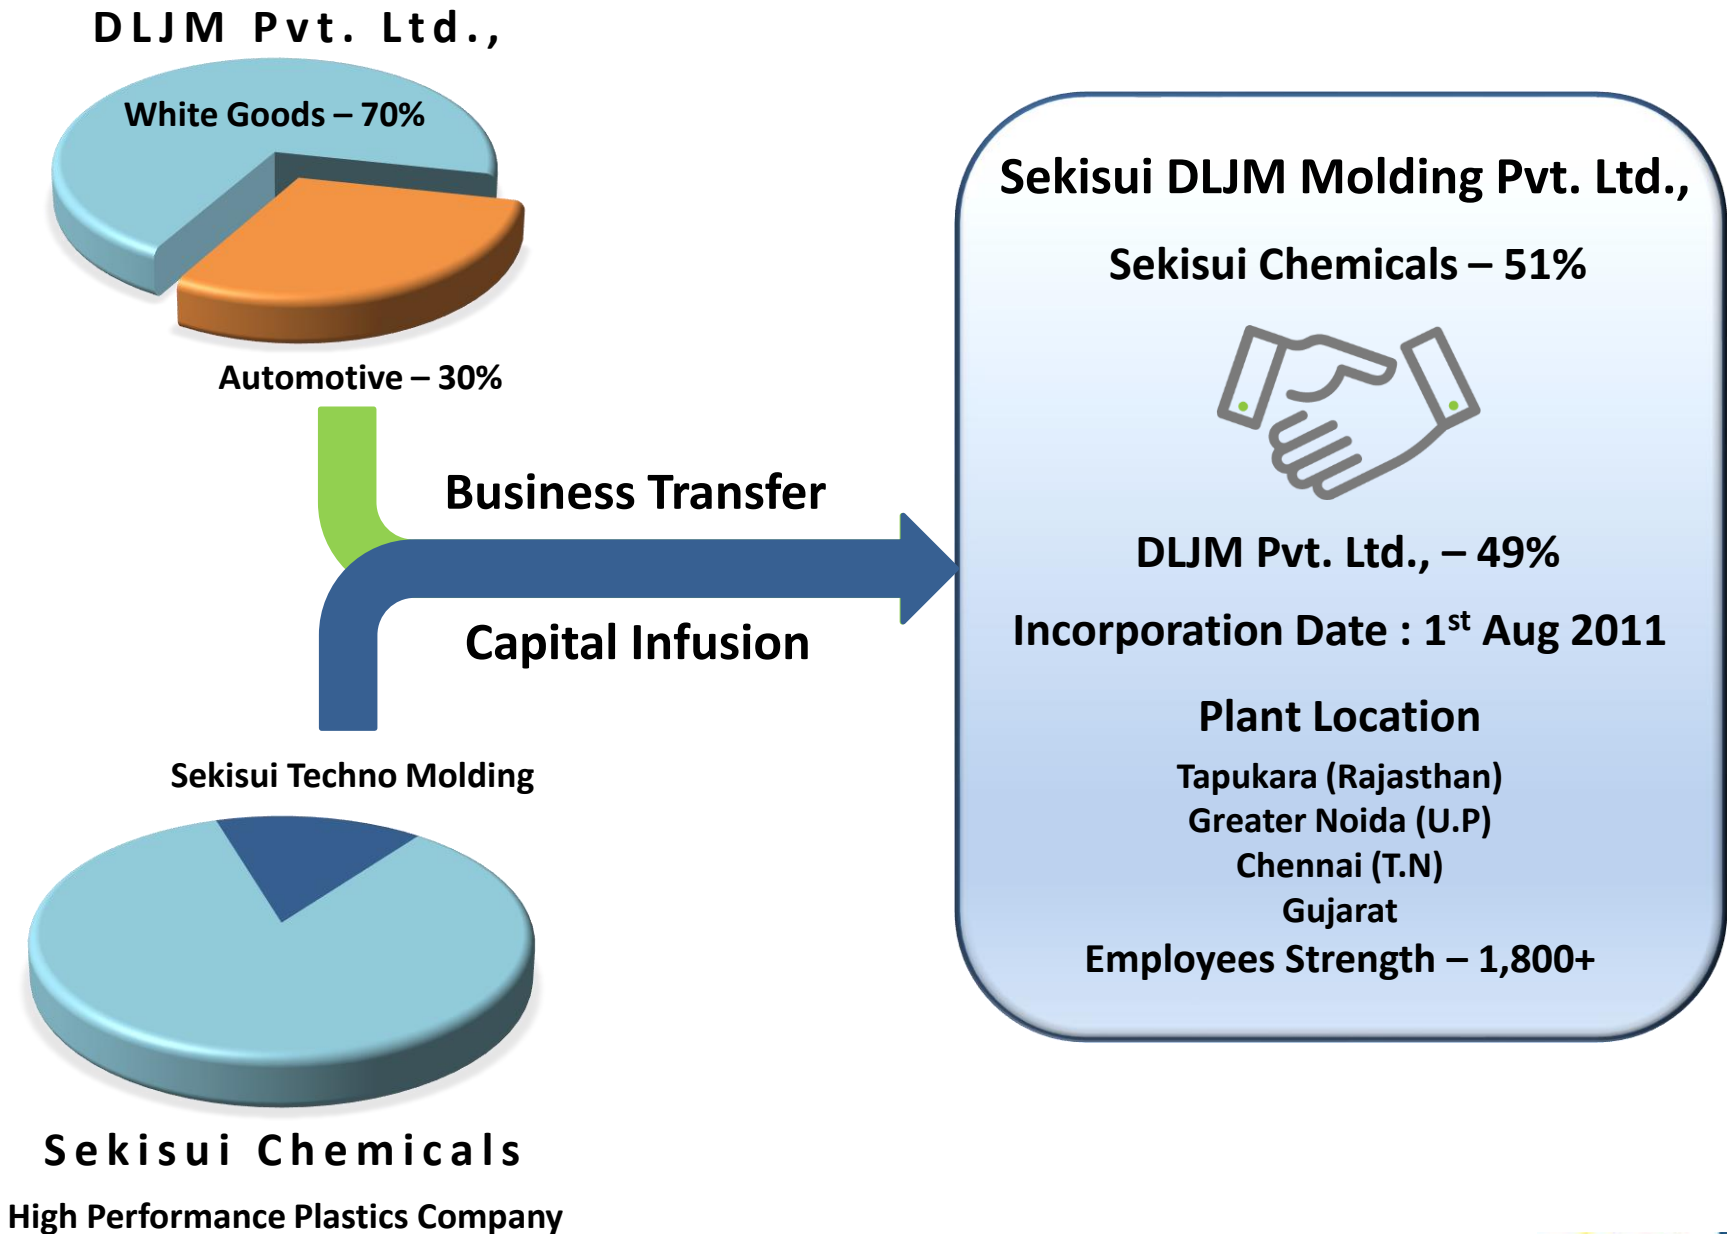 DLJM Pvt. Ltd.,
White Goods – 70%
Automotive – 30%
Business Transfer
Capital Infusion
Sekisui Techno Molding
Sekisui Chemicals
High Performance Plastics Company
Sekisui DLJM Molding Pvt. Ltd.,
Sekisui Chemicals – 51%
DLJM Pvt. Ltd., – 49%
Incorporation Date : 1st Aug 2011
Plant Location
Tapukara (Rajasthan)
Greater Noida (U.P)
Chennai (T.N)
Gujarat
Employees Strength – 1,800+